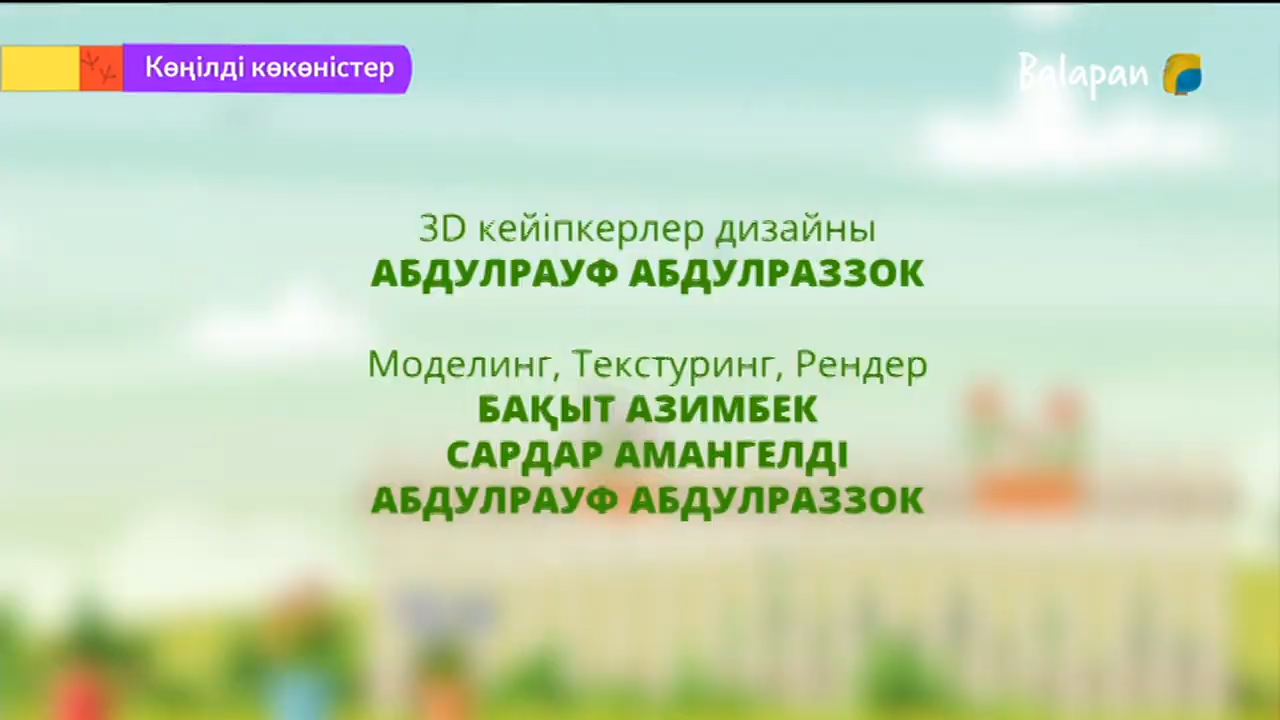 Көңілді көкөністер
Balapan
3D кейіпкерлер дизайны
АБДУЛРАУФ АБДУЛРАЗЗОК
Моделинг, Текстуринг, Рендер
БАҚЫТ АЗИМБЕК
САРДАР АМАНГЕЛДІ
АБДУЛРАУФ АБДУЛРАЗЗОК